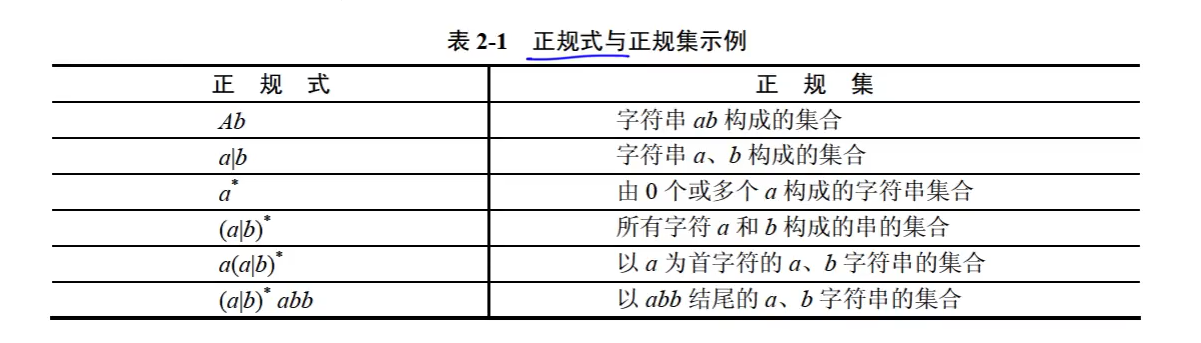 表 2-1 正规式与正规集示例
正 规 式 正 规 集
Ab 字符串 ab 构成的集合
a|b 字符串 a、b 构成的集合
a* 由 0 个或多个 a 构成的字符串集合
(a|b)* 所有字符 a 和 b 构成的串的集合
a(a|b)* 以 a 为首字符的 a、b 字符串的集合
(a|b)* abb 以 abb 结尾的 a、b 字符串的集合